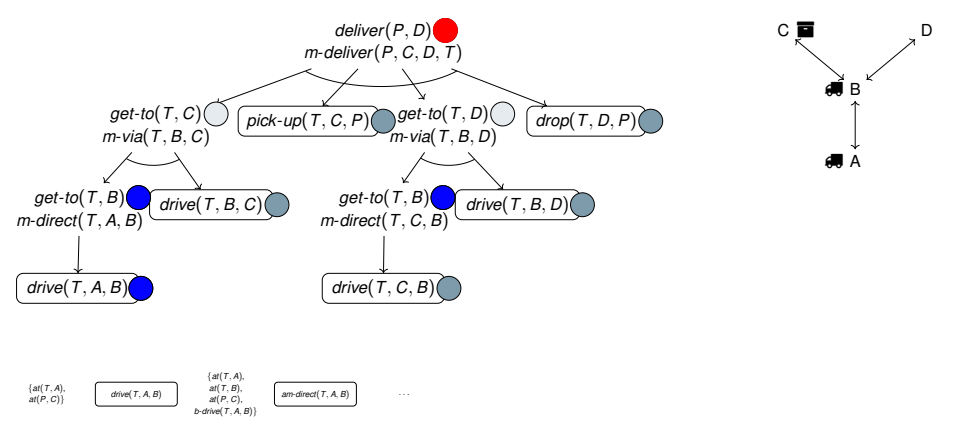 deliver(P, D)
m-deliver(P, C, D, T)
get-to(T, C)
m-via(T, B, C)
pick-up(T, C, P)
get-to(T, D)
m-via(T, B, D)
drop(T, D, P)
get-to(T, B)
m-direct(T, A, B)
drive(T, B, C)
get-to(T, B)
m-direct(T, C, B)
drive(T, B, D)
drive(T, A, B)
drive(T, C, B)
C
D
B
A
{at(T, A),
at(P, C)}
drive(T, A, B)
{at(T, A),
at(T, B),
at(P, C),
b-drive(T, A, B)}
am-direct(T, A, B)
...